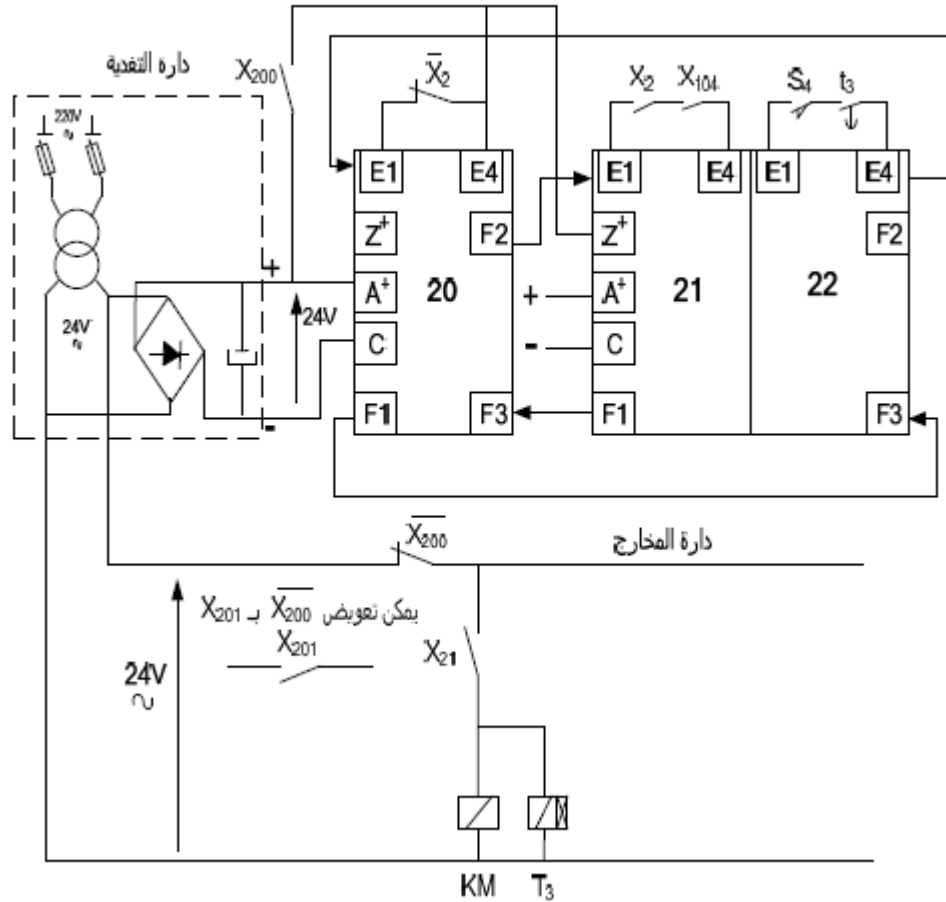 دارة التغذية
X200
X̅2
X2
X104
S4
t3
220V
~
E1
E4
E1
E4
E1
E4
Z+
F2
Z+
F2
+
A+
20
+
A+
21
22
24V
~
24V
C
-
C
-
F1
F3
F1
F3
X̅200
دارة المخارج
يمكن تعويض X̅200 بـ X201
X201
X21
24V
~
KM
T3